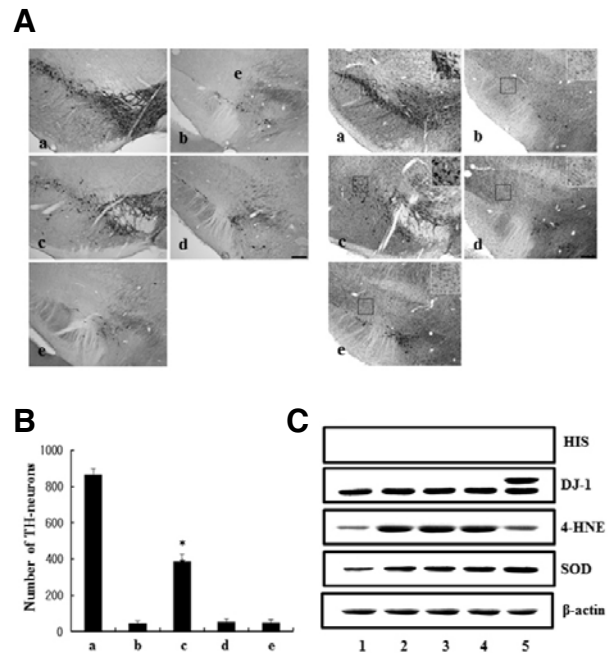 A
a
e
b
c
d
e
a
b
c
d
e
B
Number of TH-neurons
1000
800
600
400
200
0
*
a b c d e
C
HIS
DJ-1
4-HNE
SOD
β-actin
1 2 3 4 5